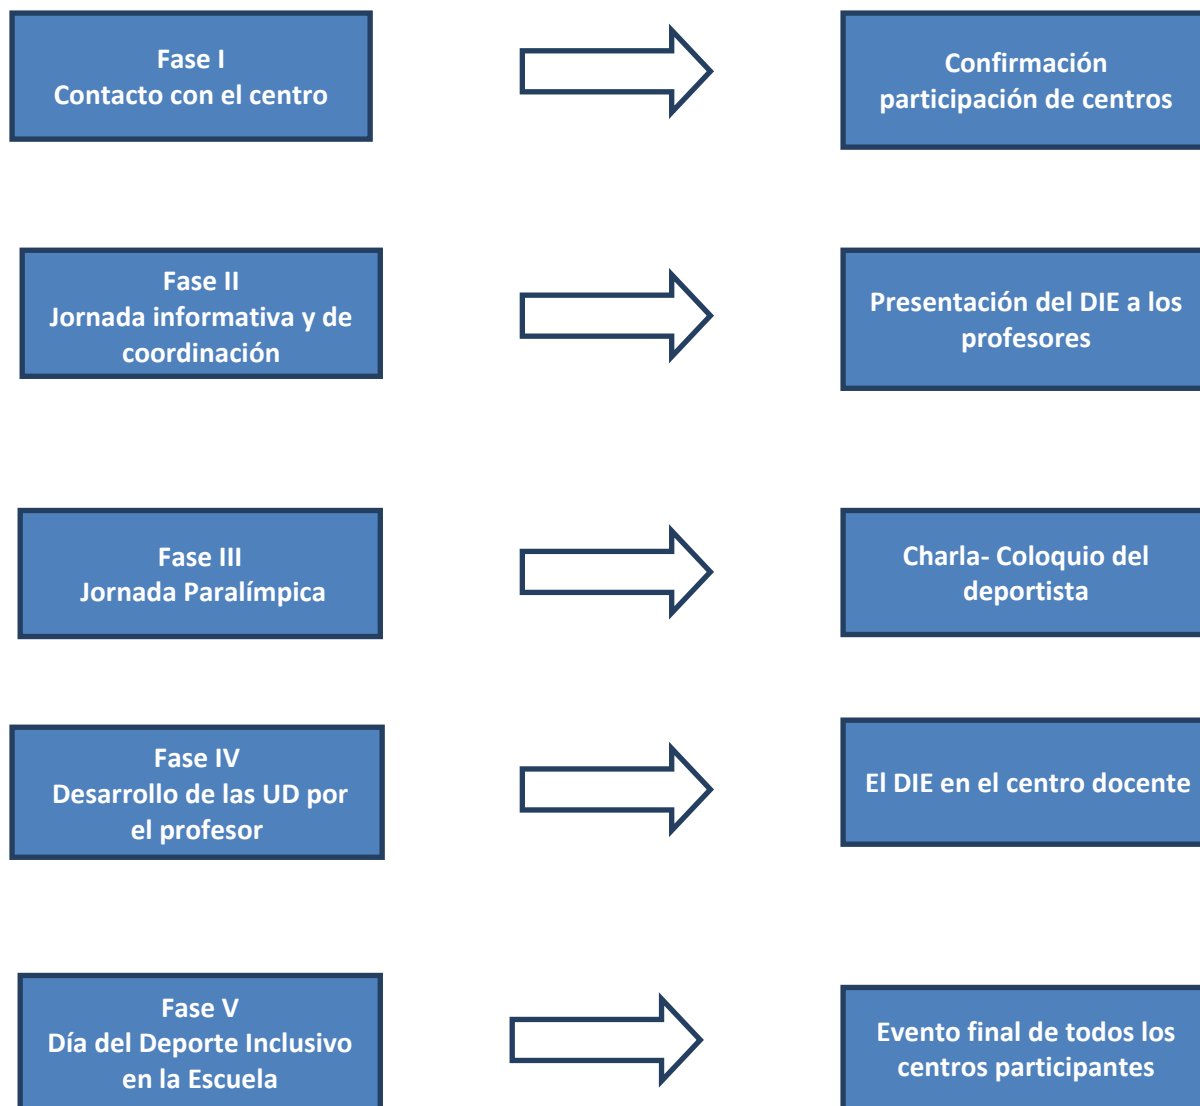 Fase I
Contacto con el centro
Confirmación
participación de centros
Fase II
Jornada informativa y de
coordinación
Presentación del DIE a los
profesores
Fase III
Jornada Paralímpica
Charla- Coloquio del
deportista
Fase IV
Desarrollo de las UD por
el profesor
El DIE en el centro docente
Fase V
Día del Deporte Inclusivo
en la Escuela
Evento final de todos los
centros participantes